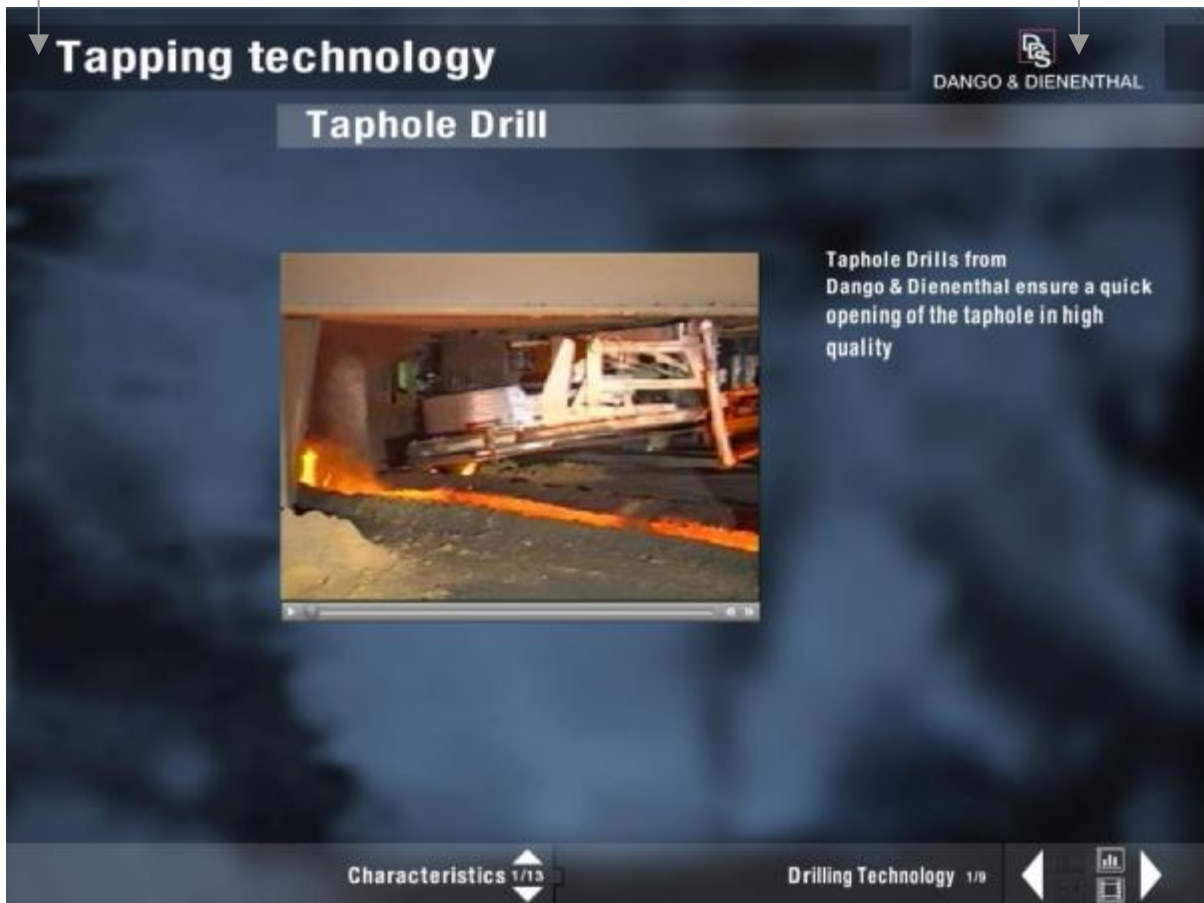 Tapping technology
DDS
DANGO & DIENENTHAL
Taphole Drill
Taphole Drills from
Dango & Dienenthal ensure a quick
opening of the taphole in high
quality
Characteristics 1/13
Drilling Technology 1/9